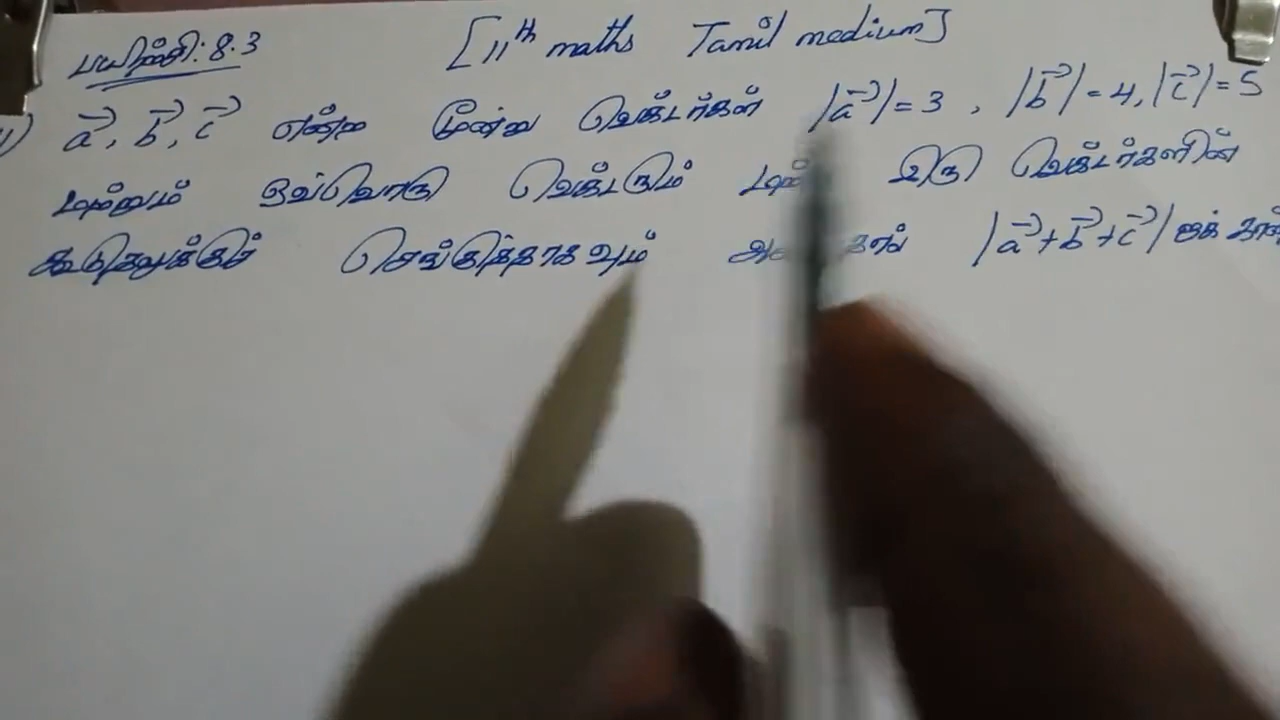 பயிற்சி: 8.3 [11th maths Tamil medium]
a⃗, b⃗, c⃗ என்ற மூன்று வெக்டர்கள் |a⃗| = 3, |b⃗| = 4, |c⃗| = 5
மற்றும் ஒவ்வொரு வெக்டரும் இரு வெக்டர்களின்
கூடுதலுக்குச் செங்குத்தாகவும் |a⃗ + b⃗ + c⃗| ஐக்